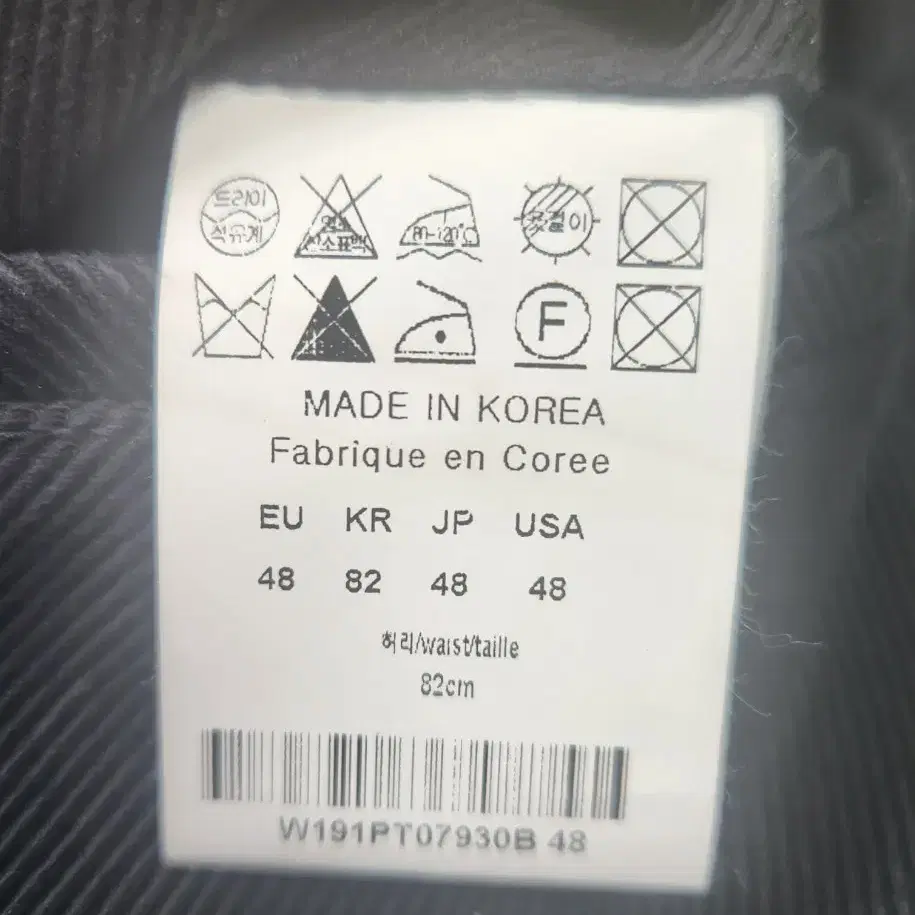 드라이
석유계
염소
산소표백
80~120℃
옷걸이
F
MADE IN KOREA
Fabrique en Coree
EU KR JP USA
48 82 48 48
허리/waist/taille
82cm
W191PT07930B 48